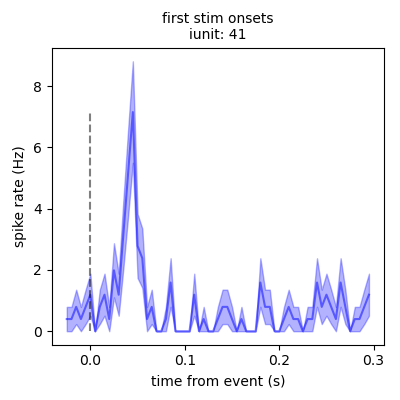 first stim onsets
iunit: 41
spike rate (Hz)
8
6
4
2
0
0.0 0.1 0.2 0.3
time from event (s)